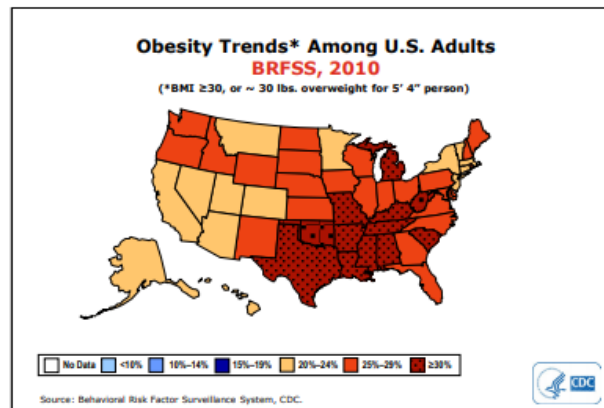 Obesity Trends* Among U.S. Adults
BRFSS, 2010
(*BMI ≥30, or ~ 30 lbs. overweight for 5' 4" person)
No Data <10% 10%–14% 15%–19% 20%–24% 25%–29% ≥30%
Source: Behavioral Risk Factor Surveillance System, CDC.
CDC